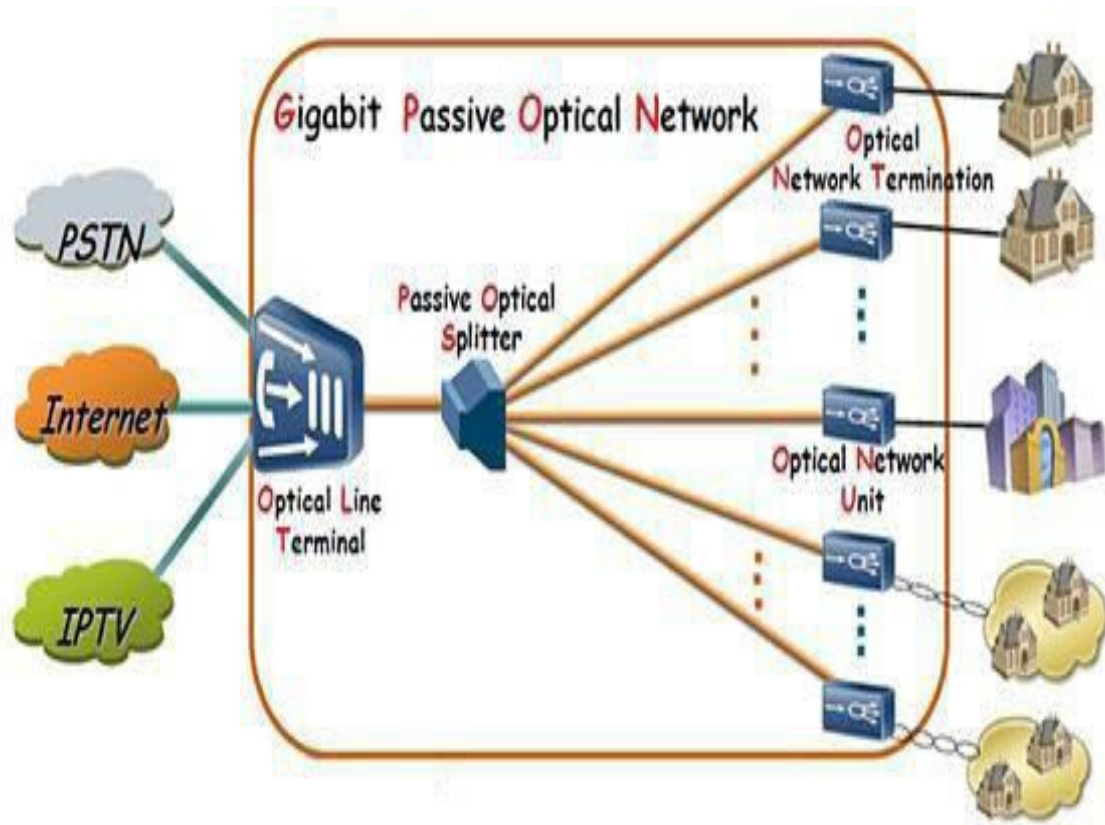 Gigabit Passive Optical Network
Optical
Network Termination
PSTN
Passive Optical
Splitter
Internet
Optical Network
Unit
Optical Line
Terminal
IPTV